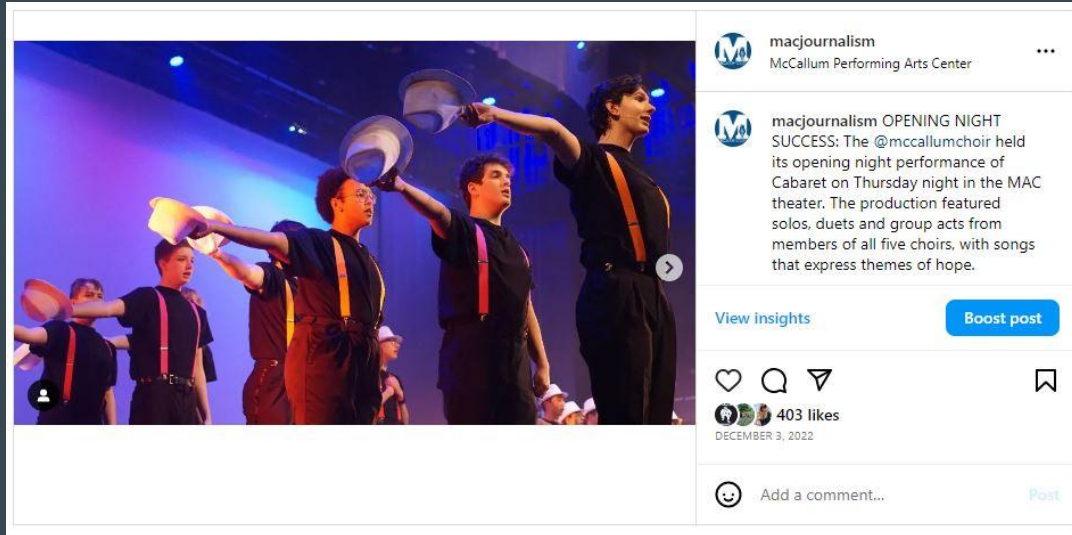 macjournalism
McCallum Performing Arts Center
macjournalism OPENING NIGHT
SUCCESS: The @mccallumchoir held
its opening night performance of
Cabaret on Thursday night in the MAC
theater. The production featured
solos, duets and group acts from
members of all five choirs, with songs
that express themes of hope.
View insights
Boost post
403 likes
DECEMBER 3, 2022
Add a comment...
Post